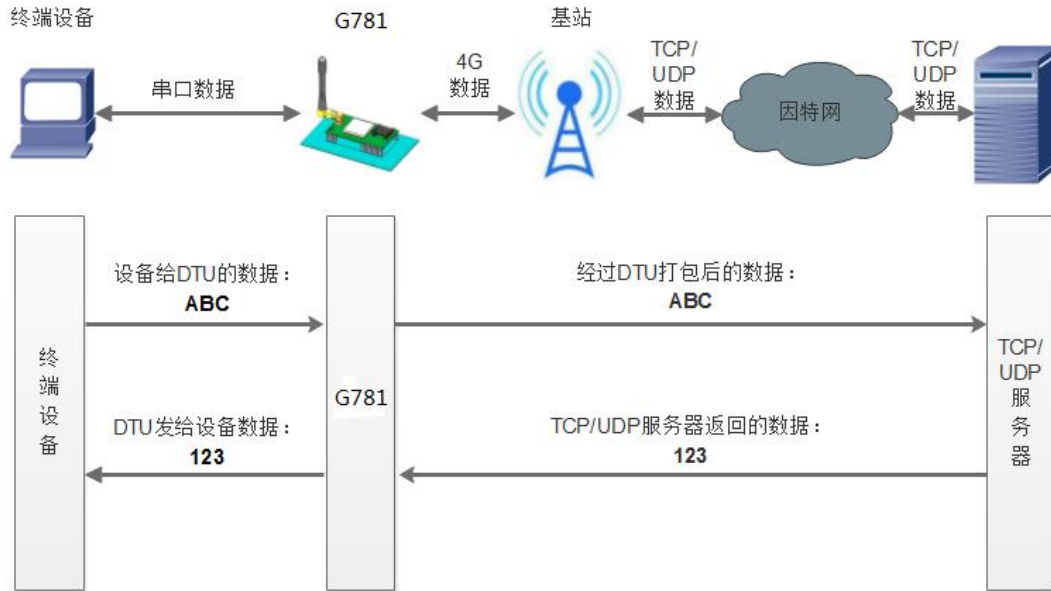 终端设备
G781
基站
串口数据
4G
数据
TCP/
UDP
数据
因特网
TCP/
UDP
数据
设备给DTU的数据：
ABC
经过DTU打包后的数据：
ABC
终
端
设
备
G781
TCP/
UDP
服
务
器
DTU发给设备数据：
123
TCP/UDP服务器返回的数据：
123